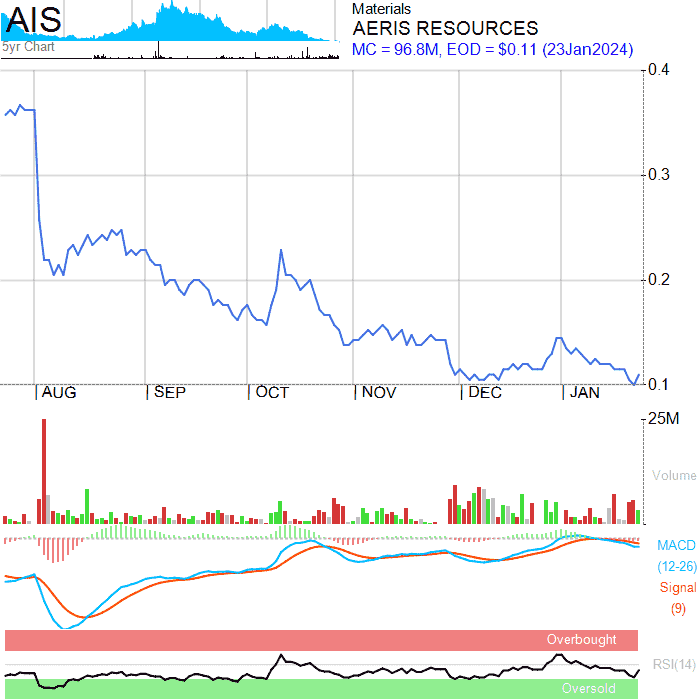 AIS
5yr Chart
Materials
AERIS RESOURCES
MC = 96.8M, EOD = $0.11 (23Jan2024)
0.4
0.3
0.2
0.1
AUG SEP OCT NOV DEC JAN
25M
Volume
MACD
(12-26)
Signal
(9)
Overbought
RSI(14)
Oversold